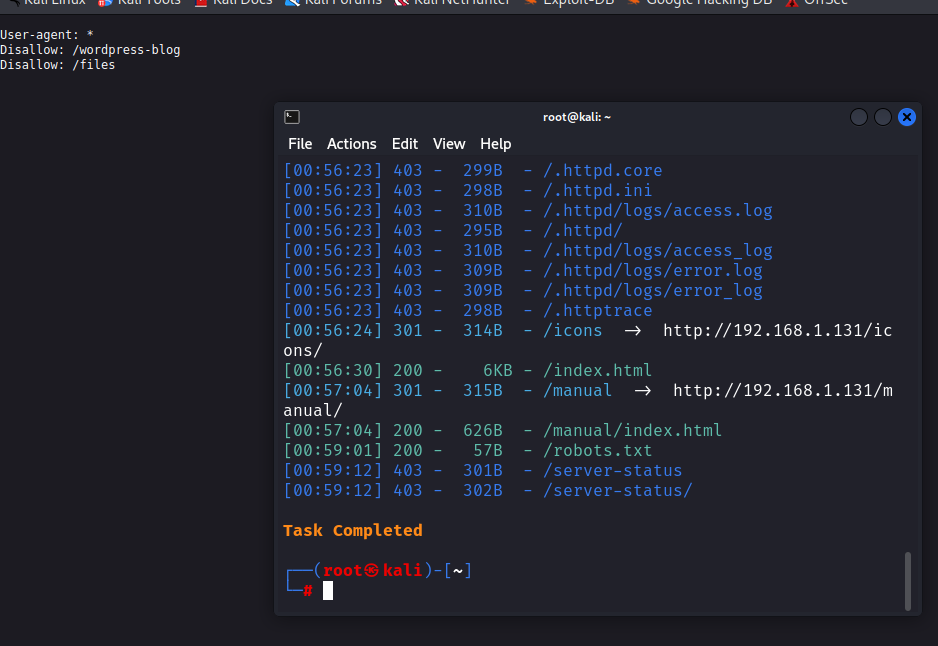 Kali Linux Kali Tools Kali Docs Kali Forums Kali NetHunter Exploit-DB Google Hacking DB OffSec
User-agent: *
Disallow: /wordpress-blog
Disallow: /files
root@kali: ~
File Actions Edit View Help
[00:56:23] 403 - 299B - /.httpd.core
[00:56:23] 403 - 298B - /.httpd.ini
[00:56:23] 403 - 310B - /.httpd/logs/access.log
[00:56:23] 403 - 295B - /.httpd/
[00:56:23] 403 - 310B - /.httpd/logs/access_log
[00:56:23] 403 - 309B - /.httpd/logs/error.log
[00:56:23] 403 - 309B - /.httpd/logs/error_log
[00:56:23] 403 - 298B - /.httptrace
[00:56:24] 301 - 314B - /icons → http://192.168.1.131/ic
ons/
[00:56:30] 200 - 6KB - /index.html
[00:57:04] 301 - 315B - /manual → http://192.168.1.131/m
anual/
[00:57:04] 200 - 626B - /manual/index.html
[00:59:01] 200 - 57B - /robots.txt
[00:59:12] 403 - 301B - /server-status
[00:59:12] 403 - 302B - /server-status/
Task Completed
┌──(root㉿kali)-[~]
└─#